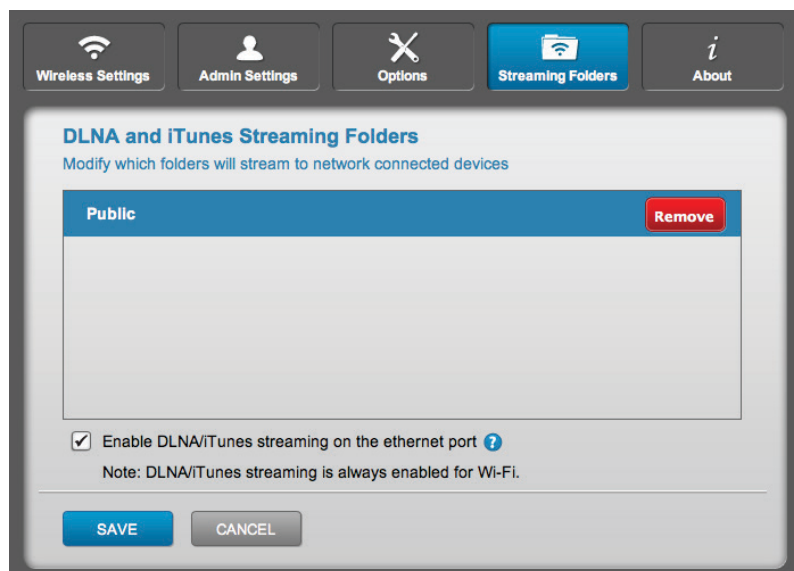 Wireless Settings
Admin Settings
Options
Streaming Folders
i
About
DLNA and iTunes Streaming Folders
Modify which folders will stream to network connected devices
Public
Remove
Enable DLNA/iTunes streaming on the ethernet port ?
Note: DLNA/iTunes streaming is always enabled for Wi-Fi.
SAVE
CANCEL